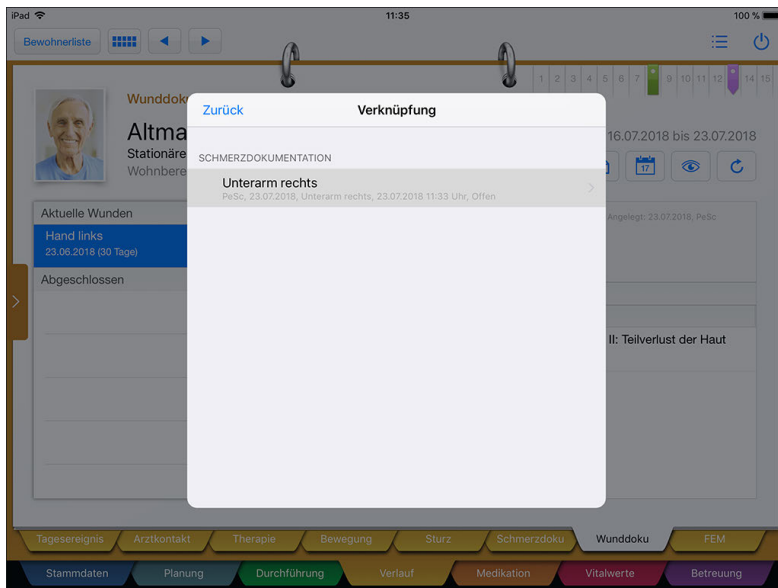 iPad 11:35 100 %
Bewohnerliste
1 2 3 4 5 6 7 9 10 11 12 14 15
Wunddok
Altma
Stationäre
Wohnbere
16.07.2018 bis 23.07.2018
17
Zurück Verknüpfung
SCHMERZDOKUMENTATION
Unterarm rechts
PeSc, 23.07.2018, Unterarm rechts, 23.07.2018 11:33 Uhr, Offen
Aktuelle Wunden
Hand links
23.06.2018 (30 Tage)
Abgeschlossen
Angelegt: 23.07.2018, PeSc
II: Teilverlust der Haut
Tagesereignis Arztkontakt Therapie Bewegung Sturz Schmerzdoku Wunddoku FEM
Stammdaten Planung Durchführung Verlauf Medikation Vitalwerte Betreuung